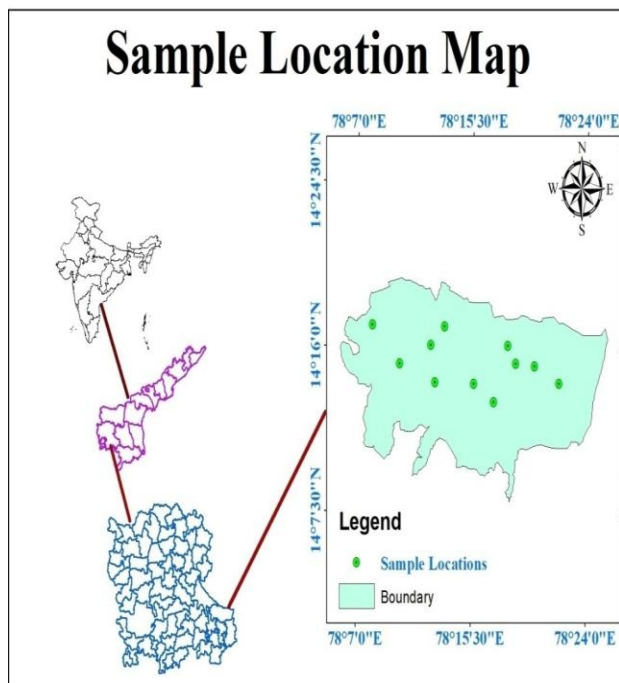 Sample Location Map
78°7'0"E 78°15'30"E 78°24'0"E
N
W E
S
14°24'30"N
14°16'0"N
14°7'30"N
Legend
Sample Locations
Boundary
78°7'0"E 78°15'30"E 78°24'0"E